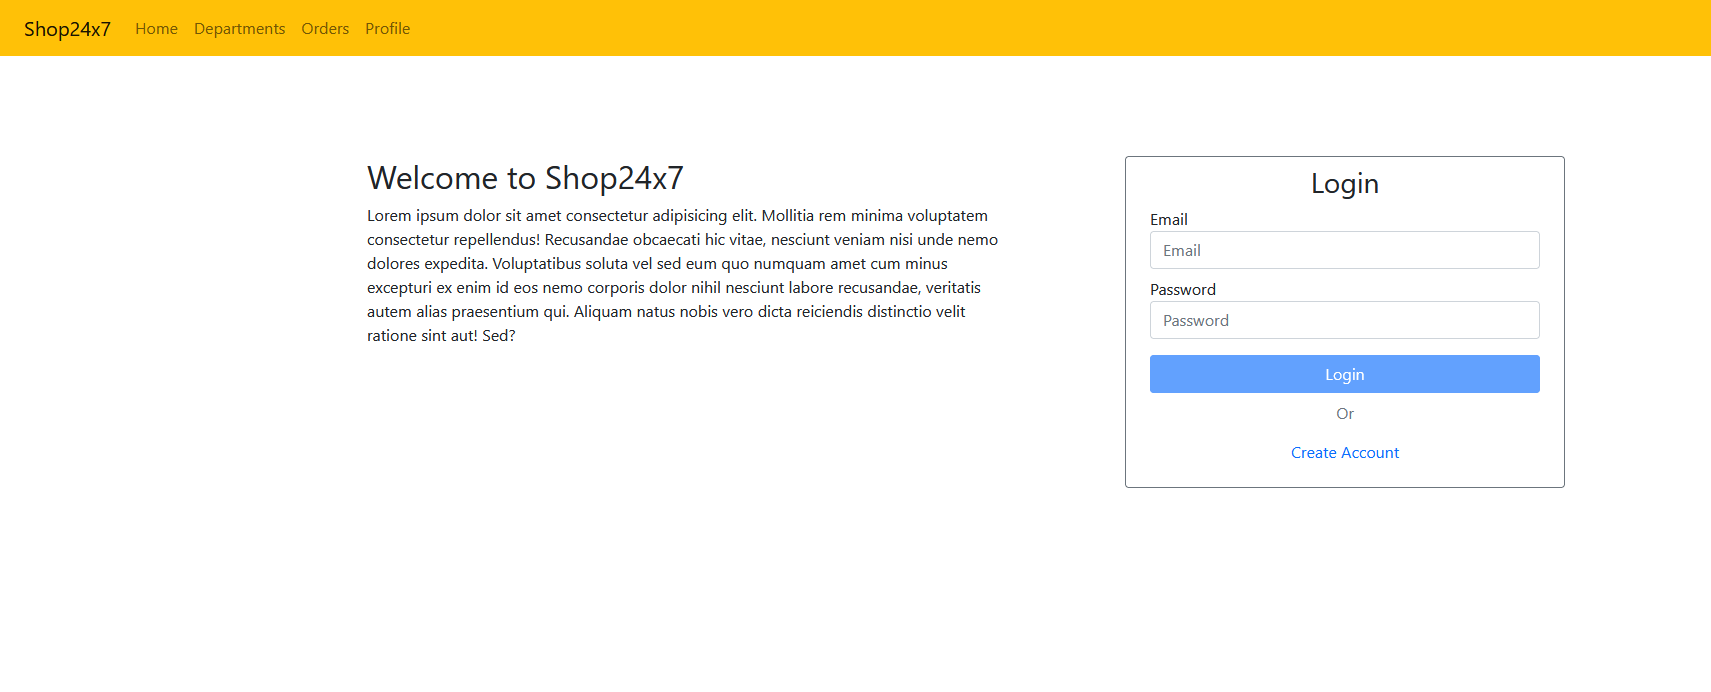 Shop24x7 Home Departments Orders Profile
Welcome to Shop24x7
Lorem ipsum dolor sit amet consectetur adipisicing elit. Mollitia rem minima voluptatem
consectetur repellendus! Recusandae obcaecati hic vitae, nesciunt veniam nisi unde nemo
dolores expedita. Voluptatibus soluta vel sed eum quo numquam amet cum minus
excepturi ex enim id eos nemo corporis dolor nihil nesciunt labore recusandae, veritatis
autem alias praesentium qui. Aliquam natus nobis vero dicta reiciendis distinctio velit
ratione sint aut! Sed?
Login
Email
Email
Password
Password
Login
Or
Create Account